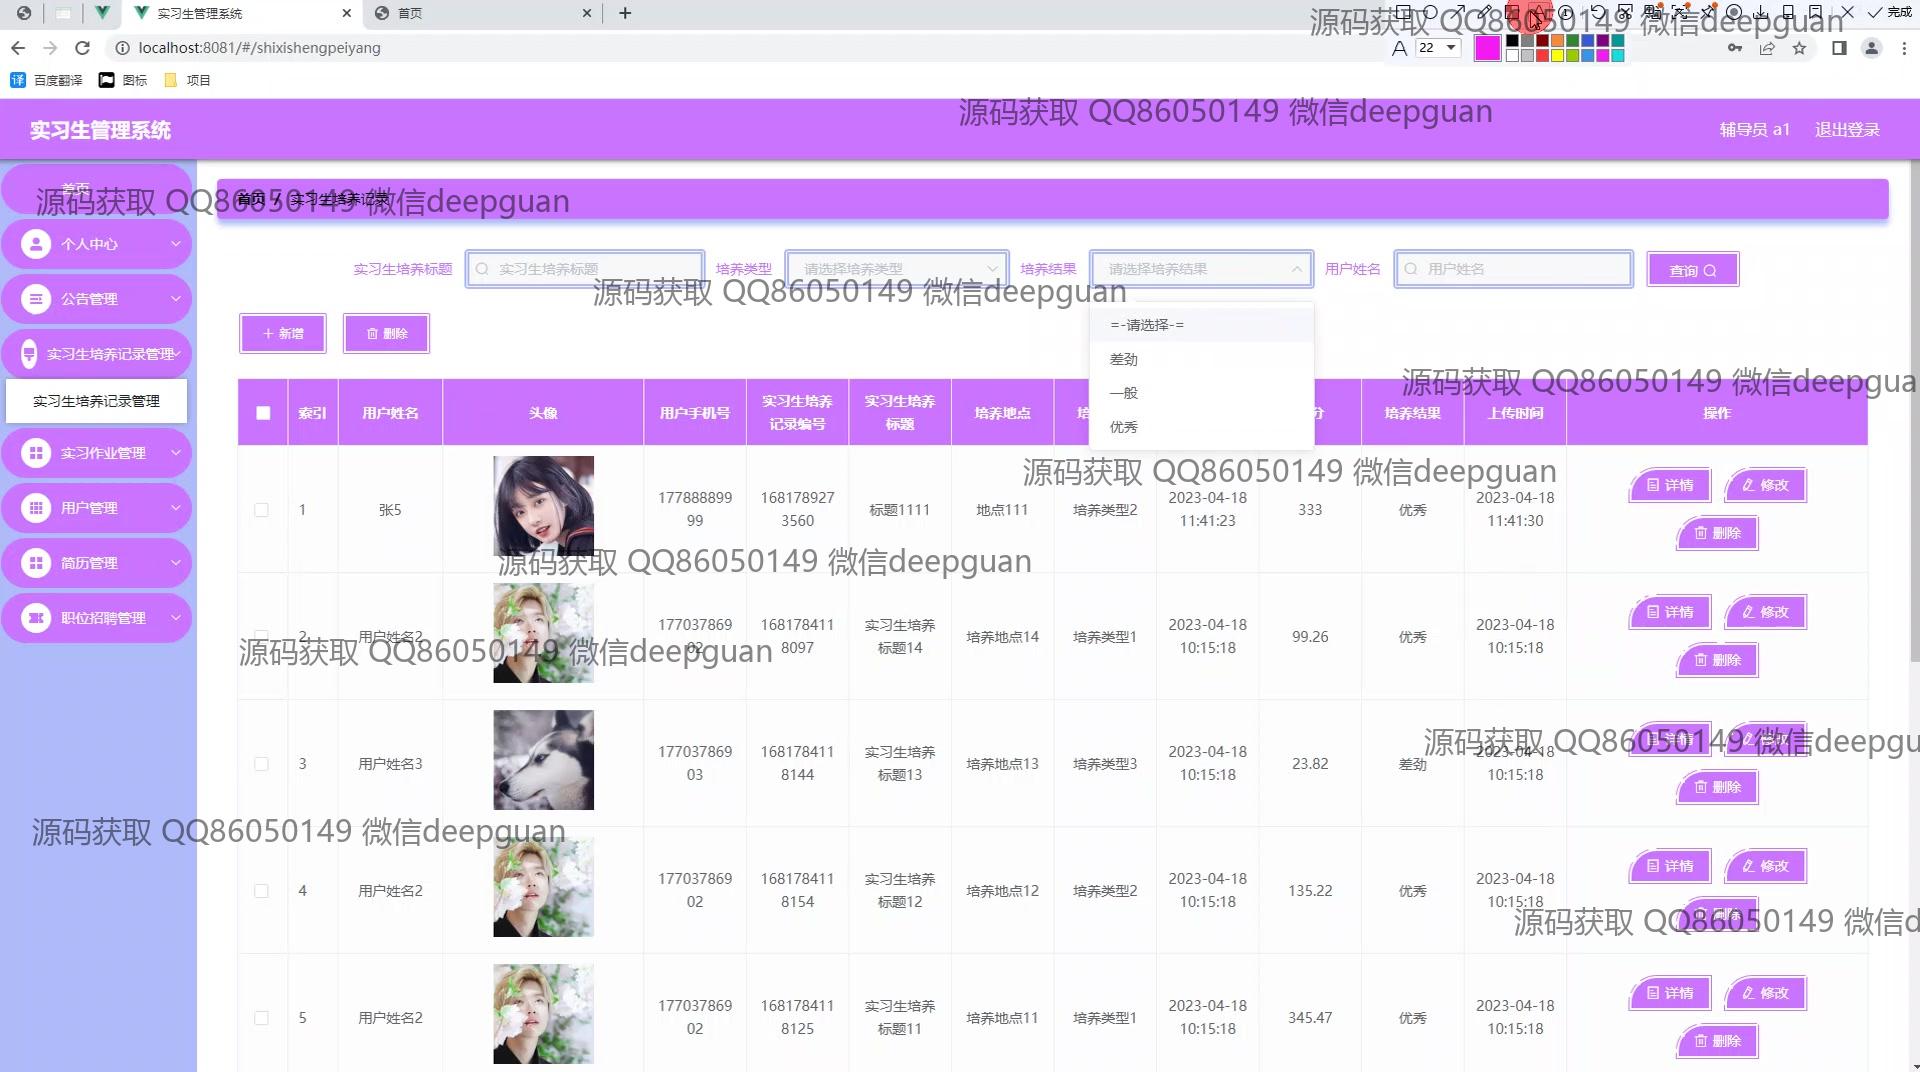 实习生管理系统
首页
完成
localhost:8081/#/shixishengpeiyang
A 22
百度翻译 图标 项目
源码获取 QQ86050149 微信deepguan
源码获取 QQ86050149 微信deepguan
实习生管理系统
辅导员 a1 退出登录
首页
个人中心
公告管理
实习生培养记录管理
实习生培养记录管理
实习作业管理
用户管理
简历管理
职位招聘管理
首页 / 实习生培养记录
源码获取 QQ86050149 微信deepguan
实习生培养标题 实习生培养标题 培养类型 请选择培养类型 培养结果 请选择培养结果 用户姓名 用户姓名 查询
源码获取 QQ86050149 微信deepguan
=-请选择-=
差劲
一般
优秀
新增 删除
源码获取 QQ86050149 微信deepgua
索引 用户姓名 头像 用户手机号 实习生培养记录编号 实习生培养标题 培养地点 培 分 培养结果 上传时间 操作
源码获取 QQ86050149 微信deepguan
1 张5 17788889999 1681789273560 标题1111 地点111 培养类型2 2023-04-18 11:41:23 333 优秀 2023-04-18 11:41:30 详情 修改 删除
源码获取 QQ86050149 微信deepguan
2 用户姓名2 17703786902 1681784118097 实习生培养标题14 培养地点14 培养类型1 2023-04-18 10:15:18 99.26 优秀 2023-04-18 10:15:18 详情 修改 删除
源码获取 QQ86050149 微信deepguan
3 用户姓名3 17703786903 1681784118144 实习生培养标题13 培养地点13 培养类型3 2023-04-18 10:15:18 23.82 差劲 2023-04-18 10:15:18 详情 修改 删除
源码获取 QQ86050149 微信deepgu
源码获取 QQ86050149 微信deepguan
4 用户姓名2 17703786902 1681784118154 实习生培养标题12 培养地点12 培养类型2 2023-04-18 10:15:18 135.22 优秀 2023-04-18 10:15:18 详情 修改 删除
源码获取 QQ86050149 微信d
5 用户姓名2 17703786902 1681784118125 实习生培养标题11 培养地点11 培养类型1 2023-04-18 10:15:18 345.47 优秀 2023-04-18 10:15:18 详情 修改 删除